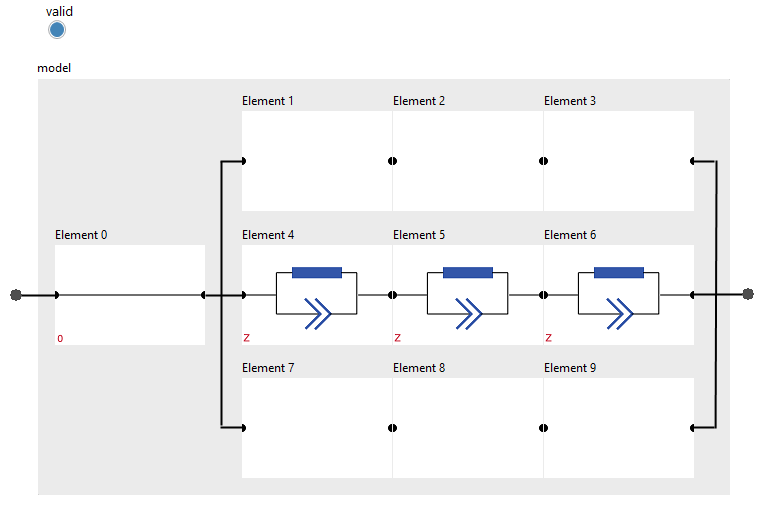 valid
model
Element 1
Element 2
Element 3
Element 0
Element 4
Element 5
Element 6
0
Z
Z
Z
Element 7
Element 8
Element 9